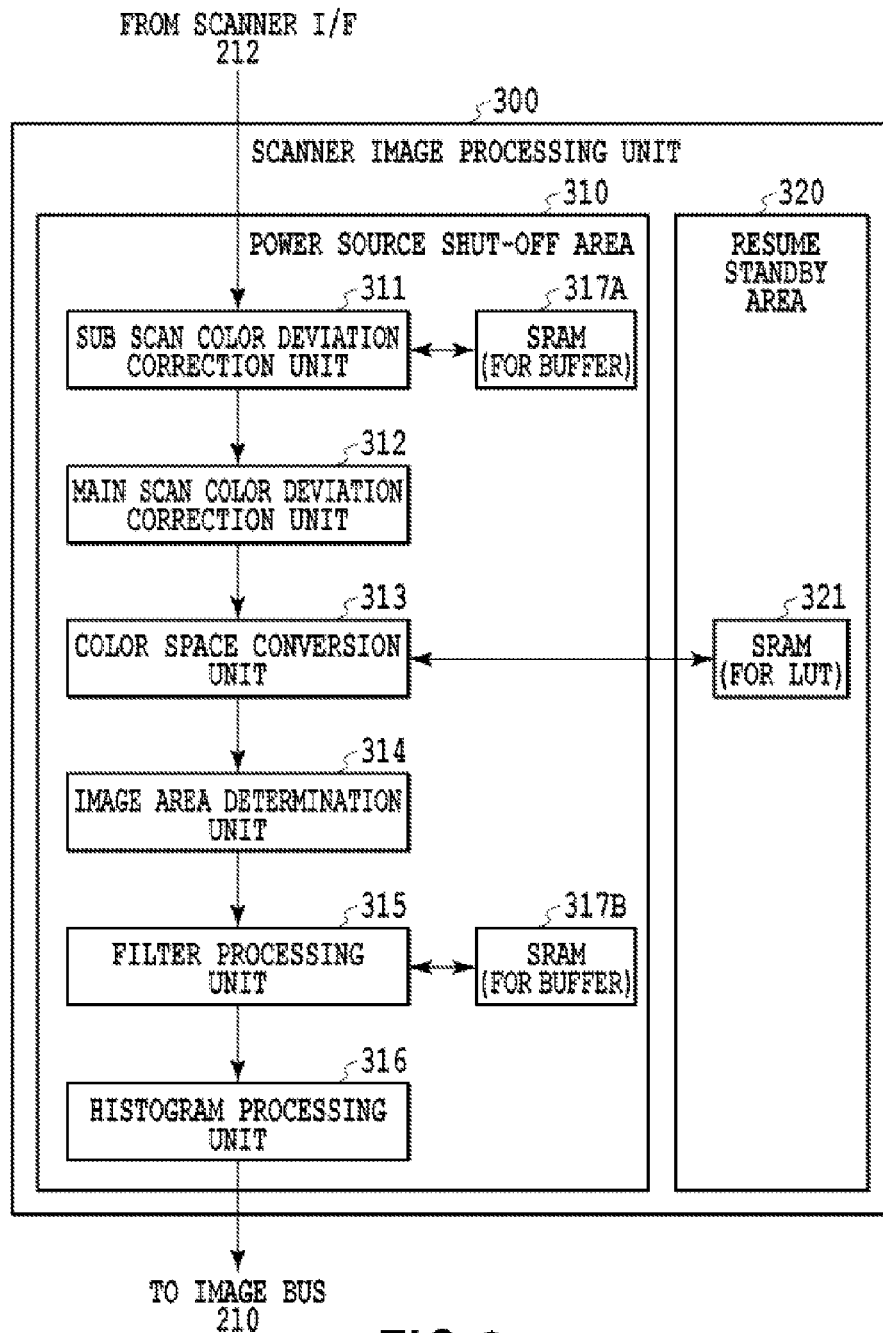 FROM SCANNER I/F
212
300
SCANNER IMAGE PROCESSING UNIT
310
320
POWER SOURCE SHUT-OFF AREA
RESUME
STANDBY
AREA
311
317A
SUB SCAN COLOR DEVIATION
CORRECTION UNIT
SRAM
(FOR BUFFER)
312
MAIN SCAN COLOR DEVIATION
CORRECTION UNIT
313
321
COLOR SPACE CONVERSION
UNIT
SRAM
(FOR LUT)
314
IMAGE AREA DETERMINATION
UNIT
315
317B
FILTER PROCESSING
UNIT
SRAM
(FOR BUFFER)
316
HISTOGRAM PROCESSING
UNIT
TO IMAGE BUS
210